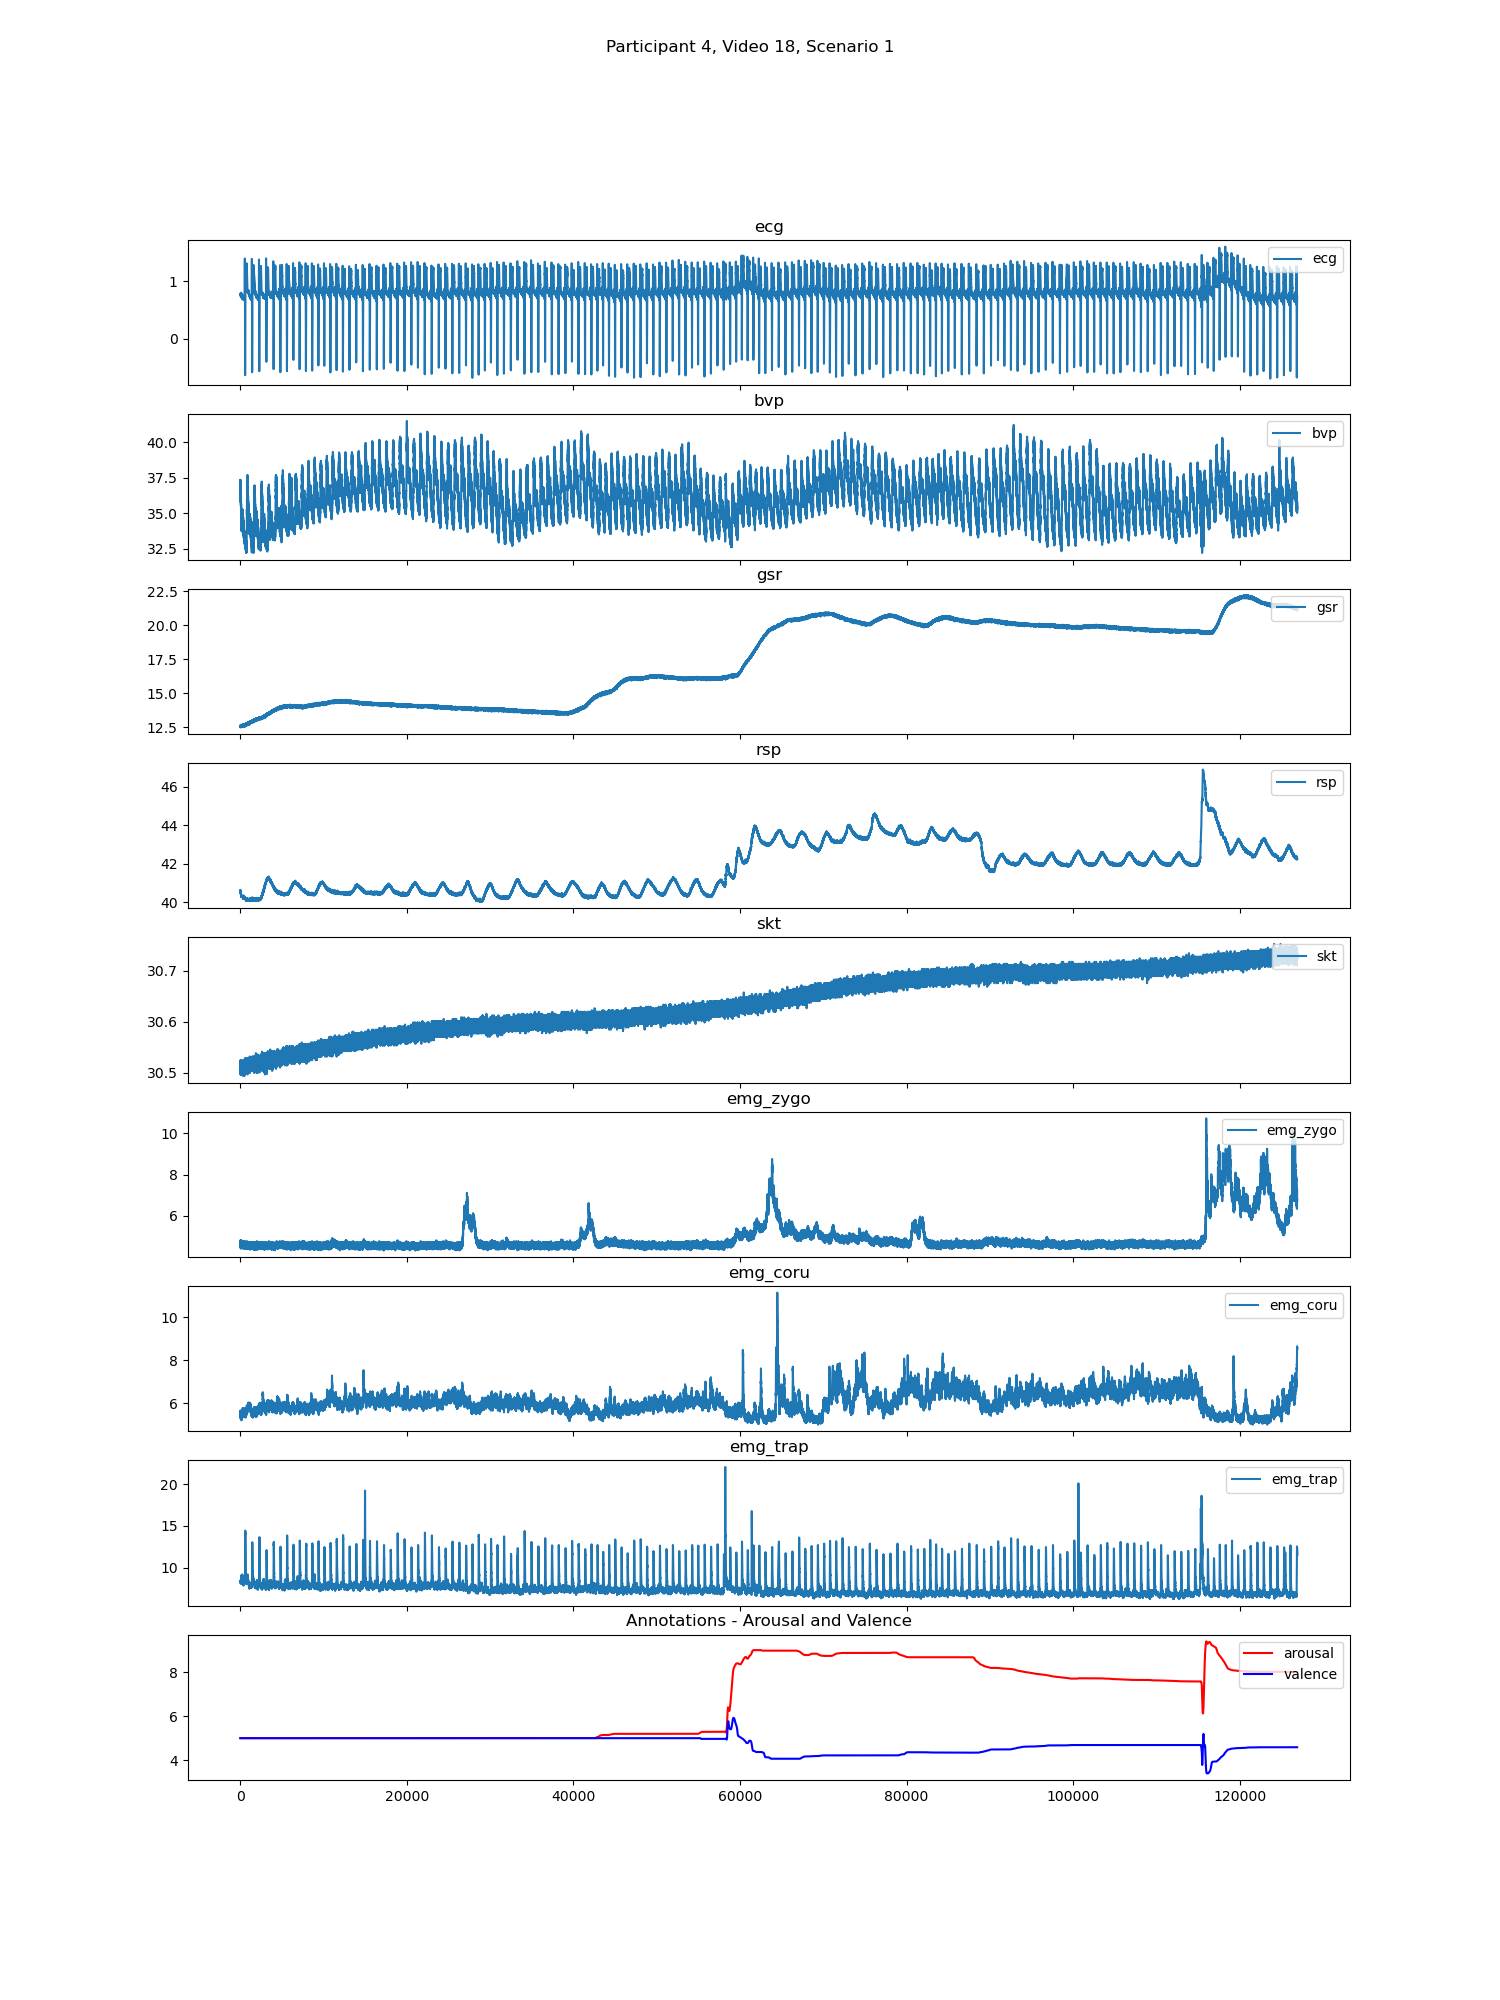 Participant 4, Video 18, Scenario 1
ecg
1
0
ecg
bvp
40.0
37.5
35.0
32.5
bvp
gsr
22.5
20.0
17.5
15.0
12.5
gsr
rsp
46
44
42
40
rsp
skt
30.7
30.6
30.5
skt
emg_zygo
10
8
6
emg_zygo
emg_coru
10
8
6
emg_coru
emg_trap
20
15
10
emg_trap
Annotations - Arousal and Valence
8
6
4
arousal
valence
0 20000 40000 60000 80000 100000 120000